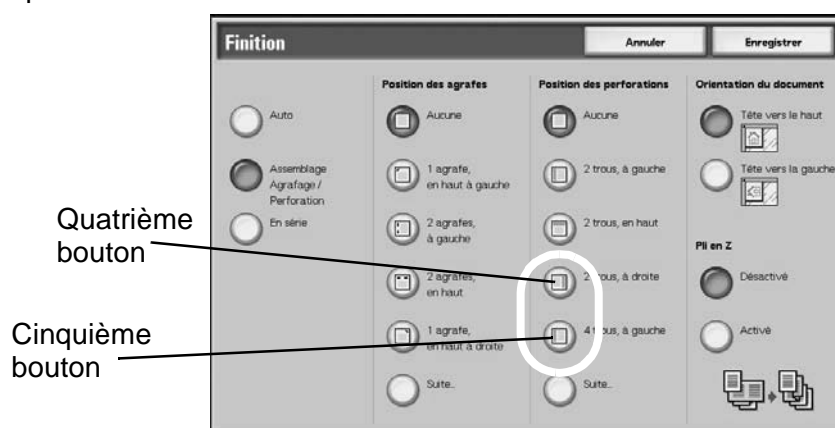 Finition
Annuler
Enregistrer
Position des agrafes
Position des perforations
Orientation du document
Auto
Aucune
Aucune
Tête vers le haut
Assemblage
Agrafage /
Perforation
1 agrafe,
en haut à gauche
2 trous, à gauche
Tête vers la gauche
En série
2 agrafes,
à gauche
2 trous, en haut
Quatrième
bouton
Pli en Z
2 agrafes,
en haut
2 trous, à droite
Désactivé
Cinquième
bouton
1 agrafe,
en haut à droite
4 trous, à gauche
Activé
Suite...
Suite...